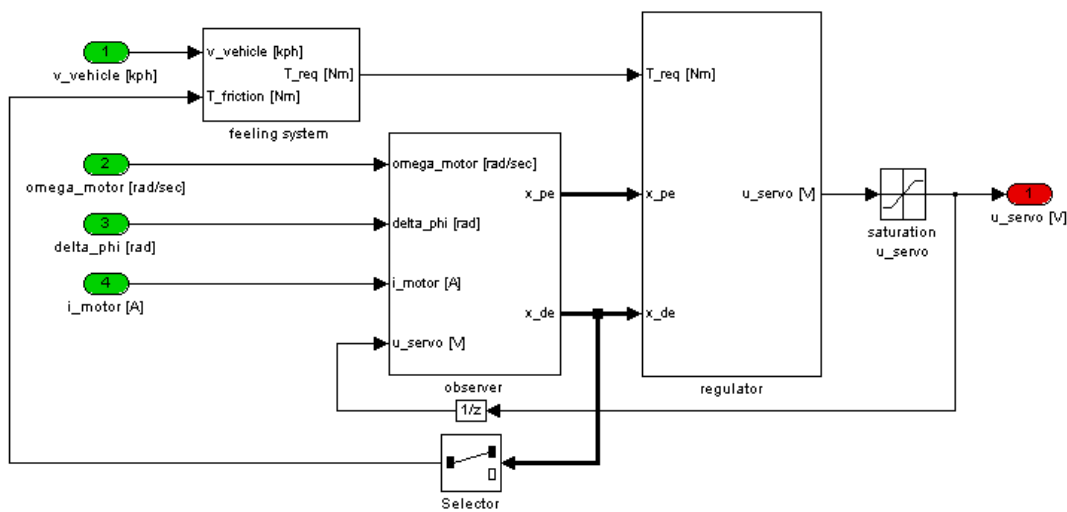 1
v_vehicle [kph]
v_vehicle [kph]
T_req [Nm]
T_friction [Nm]
feeling system
T_req [Nm]
2
omega_motor [rad/sec]
omega_motor [rad/sec]
x_pe
3
delta_phi [rad]
delta_phi [rad]
4
i_motor [A]
i_motor [A]
x_de
u_servo [V]
observer
x_pe
u_servo [V]
x_de
regulator
saturation
u_servo
1
u_servo [V]
1/z
Selector